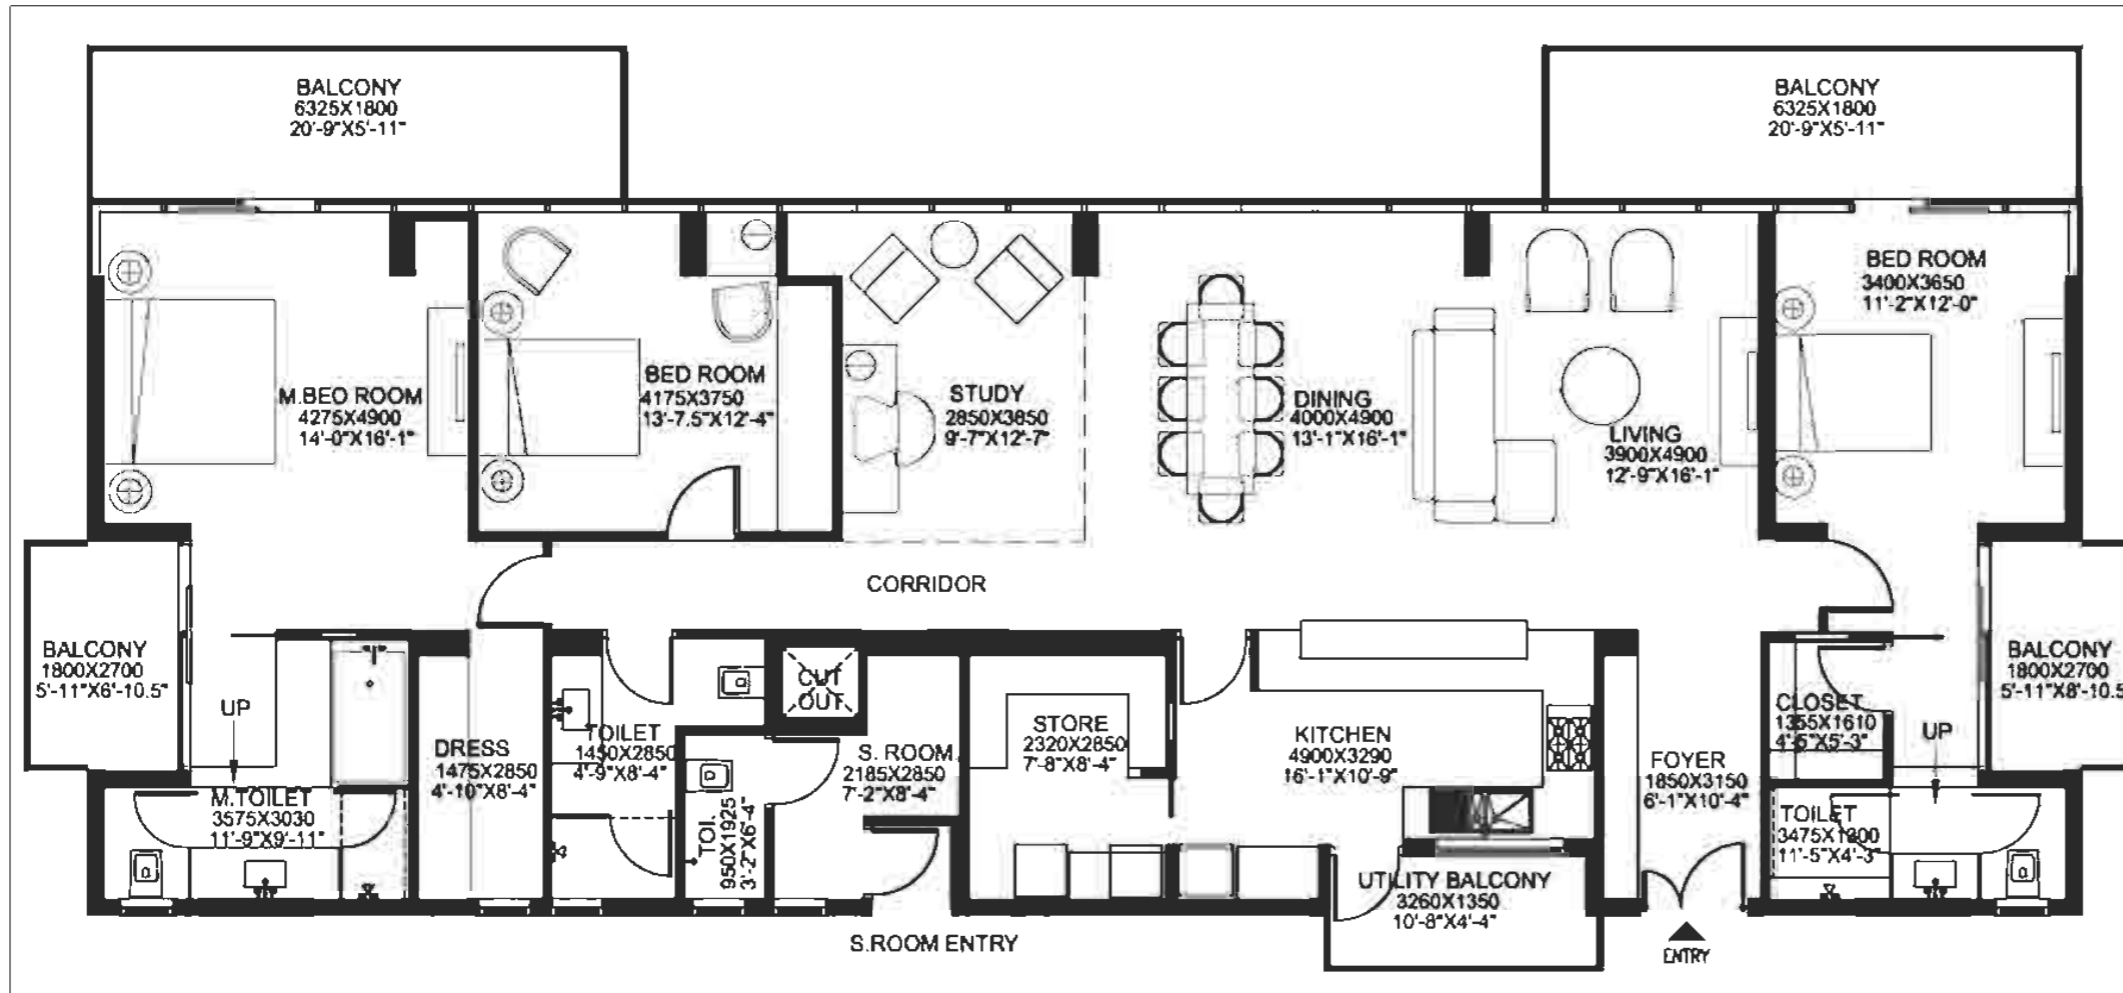 BALCONY
6325X1800
20'-9"X5'-11"
BALCONY
6325X1800
20'-9"X5'-11"
M.BED ROOM
4275X4900
14'-0"X16'-1"
BED ROOM
4175X3750
13'-7.5"X12'-4"
STUDY
2850X3850
9'-7"X12'-7"
DINING
4000X4900
13'-1"X16'-1"
LIVING
3900X4900
12'-9"X16'-1"
BED ROOM
3400X3650
11'-2"X12'-0"
CORRIDOR
BALCONY
1800X2700
5'-11"X6'-10.5"
UP
M.TOILET
3575X3030
11'-9"X9'-11"
DRESS
1475X2850
4'-10"X8'-4"
TOILET
1450X2850
4'-9"X8'-4"
CUT
OUT
TOI.
950X1925
3'-2"X6'-4"
S. ROOM
2185X2850
7'-2"X8'-4"
STORE
2320X2850
7'-8"X8'-4"
KITCHEN
4900X3290
16'-1"X10'-9"
UTILITY BALCONY
3260X1350
10'-8"X4'-4"
FOYER
1850X3150
6'-1"X10'-4"
CLOSET
1355X1610
4'-5"X5'-3"
UP
TOILET
3475X1300
11'-5"X4'-3"
BALCONY
1800X2700
5'-11"X8'-10.5
S.ROOM ENTRY
ENTRY